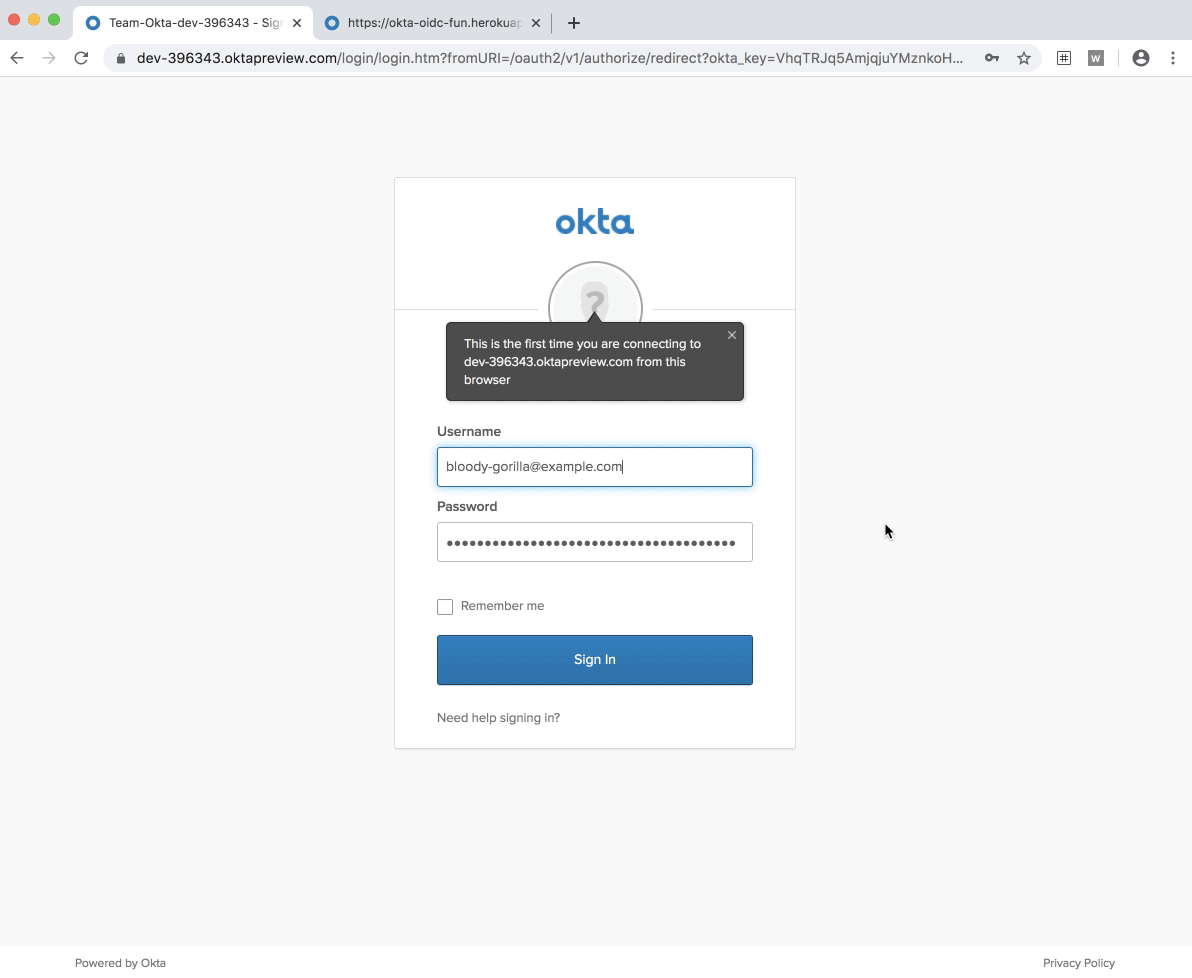 Team-Okta-dev-396343 - Sig
https://okta-oidc-fun.herokuap
dev-396343.oktapreview.com/login/login.htm?fromURI=/oauth2/v1/authorize/redirect?okta_key=VhqTRJq5AmjqjuYMznkoH...
W
okta
?
This is the first time you are connecting to
dev-396343.oktapreview.com from this
browser
Username
bloody-gorilla@example.com
Password
Remember me
Sign In
Need help signing in?
Powered by Okta
Privacy Policy